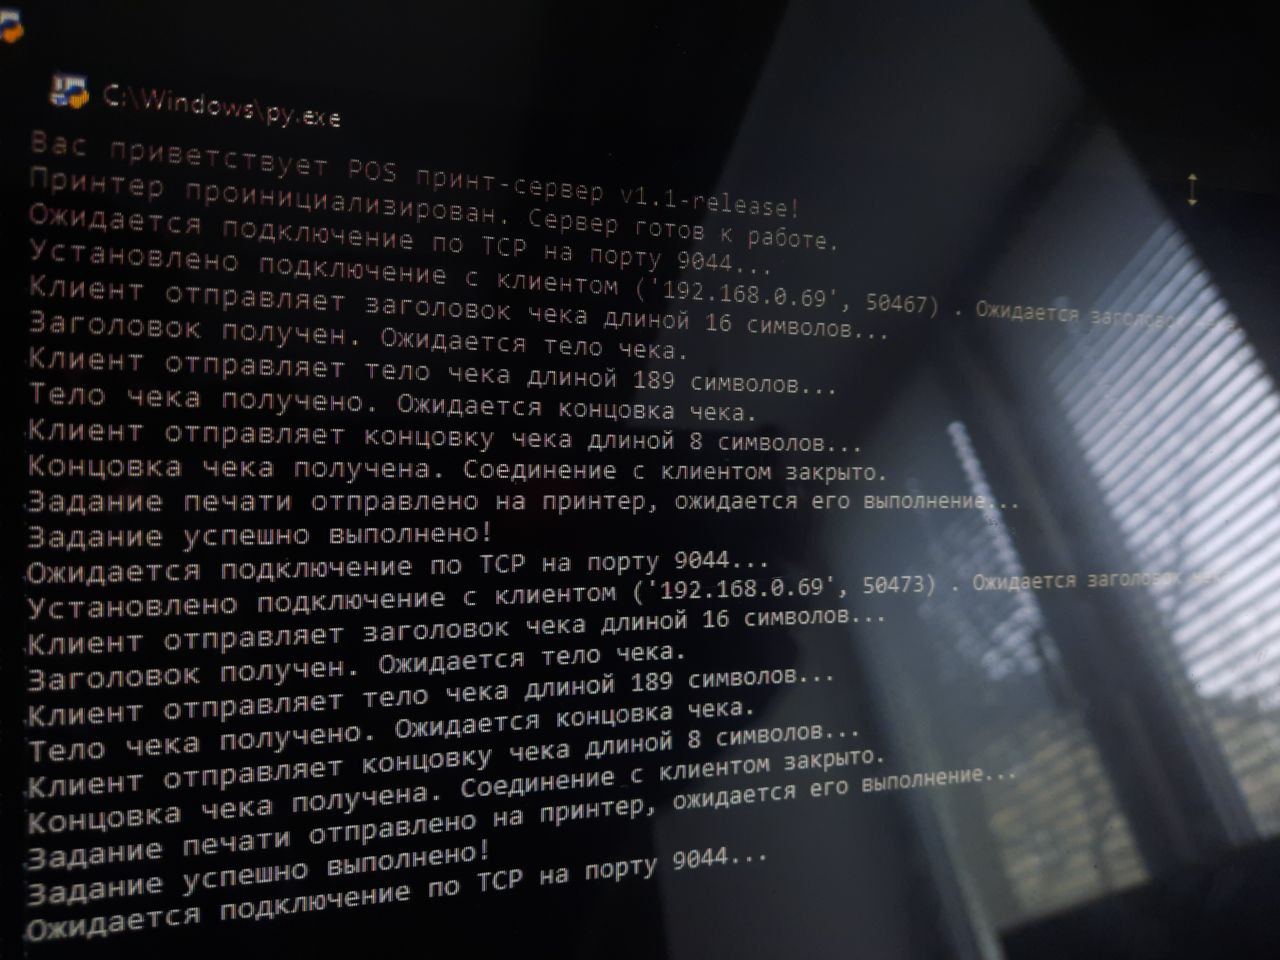 C:\Windows\py.exe
Вас приветствует POS принт-сервер v1.1-release!
Принтер проинициализирован. Сервер готов к работе.
Ожидается подключение по TCP на порту 9044...
Установлено подключение с клиентом ('192.168.0.69', 50467) . Ожидается заголовок
Клиент отправляет заголовок чека длиной 16 символов...
Заголовок получен. Ожидается тело чека.
Клиент отправляет тело чека длиной 189 символов...
Тело чека получено. Ожидается концовка чека.
Клиент отправляет концовку чека длиной 8 символов...
Концовка чека получена. Соединение с клиентом закрыто.
Задание печати отправлено на принтер, ожидается его выполнение...
Задание успешно выполнено!
Ожидается подключение по TCP на порту 9044...
Установлено подключение с клиентом ('192.168.0.69', 50473) . Ожидается заголовок
Клиент отправляет заголовок чека длиной 16 символов...
Заголовок получен. Ожидается тело чека.
Клиент отправляет тело чека длиной 189 символов...
Тело чека получено. Ожидается концовка чека.
Клиент отправляет концовку чека длиной 8 символов...
Концовка чека получена. Соединение с клиентом закрыто.
Задание печати отправлено на принтер, ожидается его выполнение...
Задание успешно выполнено!
Ожидается подключение по TCP на порту 9044...